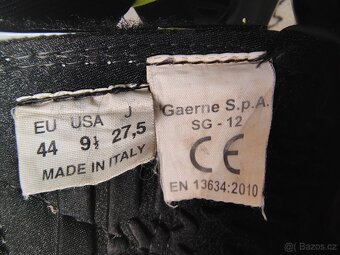 EU USA J
44 9½ 27,5
MADE IN ITALY
Gaerne S.p.A.
SG - 12
CE
EN 13634:2010
Bazos.cz